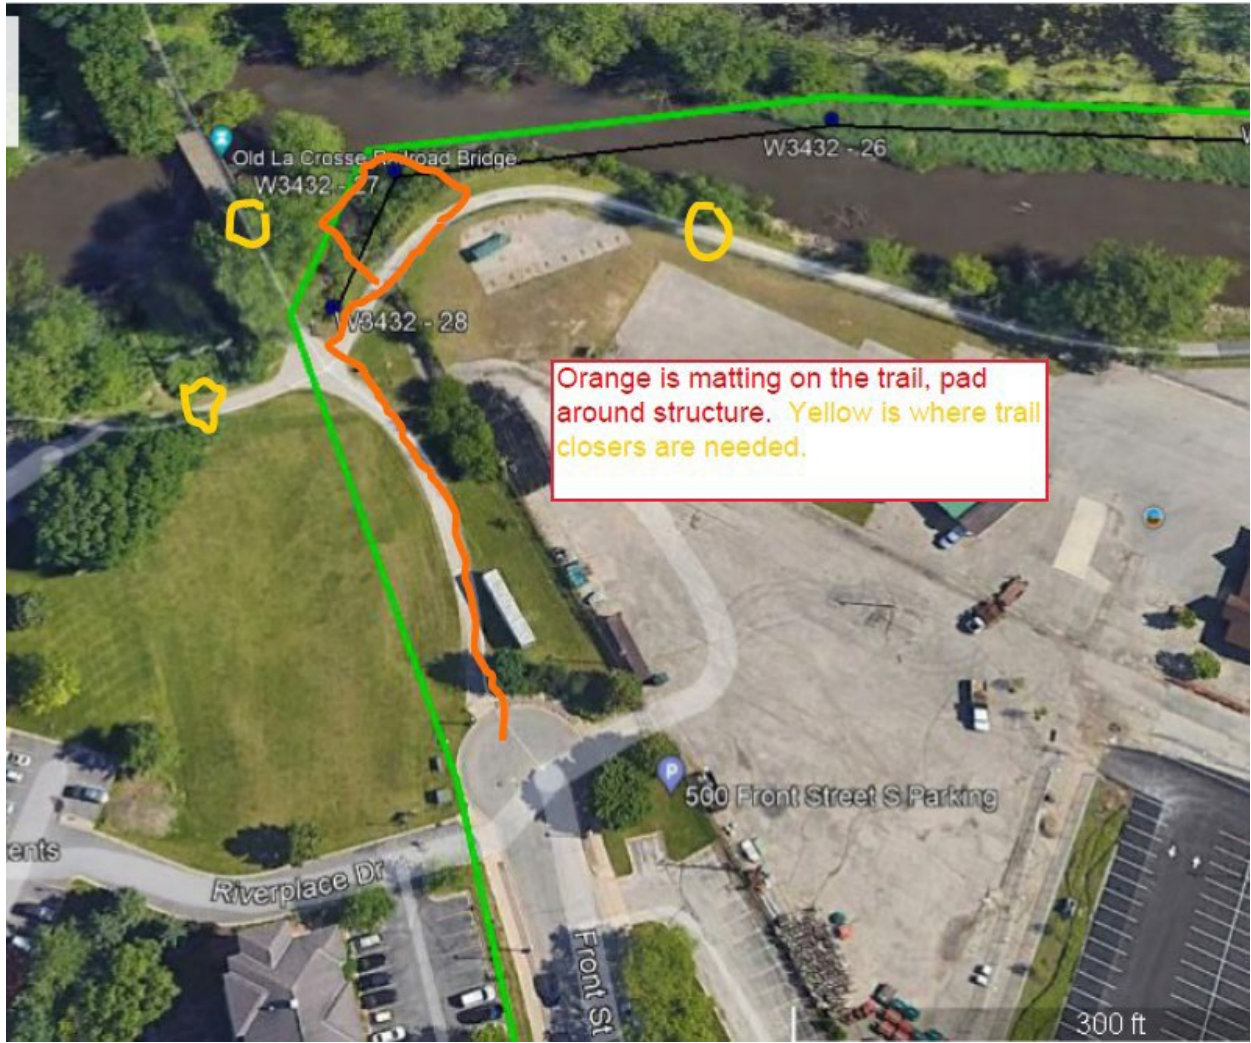 Old La Crosse Railroad Bridge
W3432 - 27
W3432 - 26
W3432 - 28
Orange is matting on the trail, pad
around structure. Yellow is where trail
closers are needed.
P
500 Front Street S Parking
ents
Riverplace Dr
Front St
300 ft